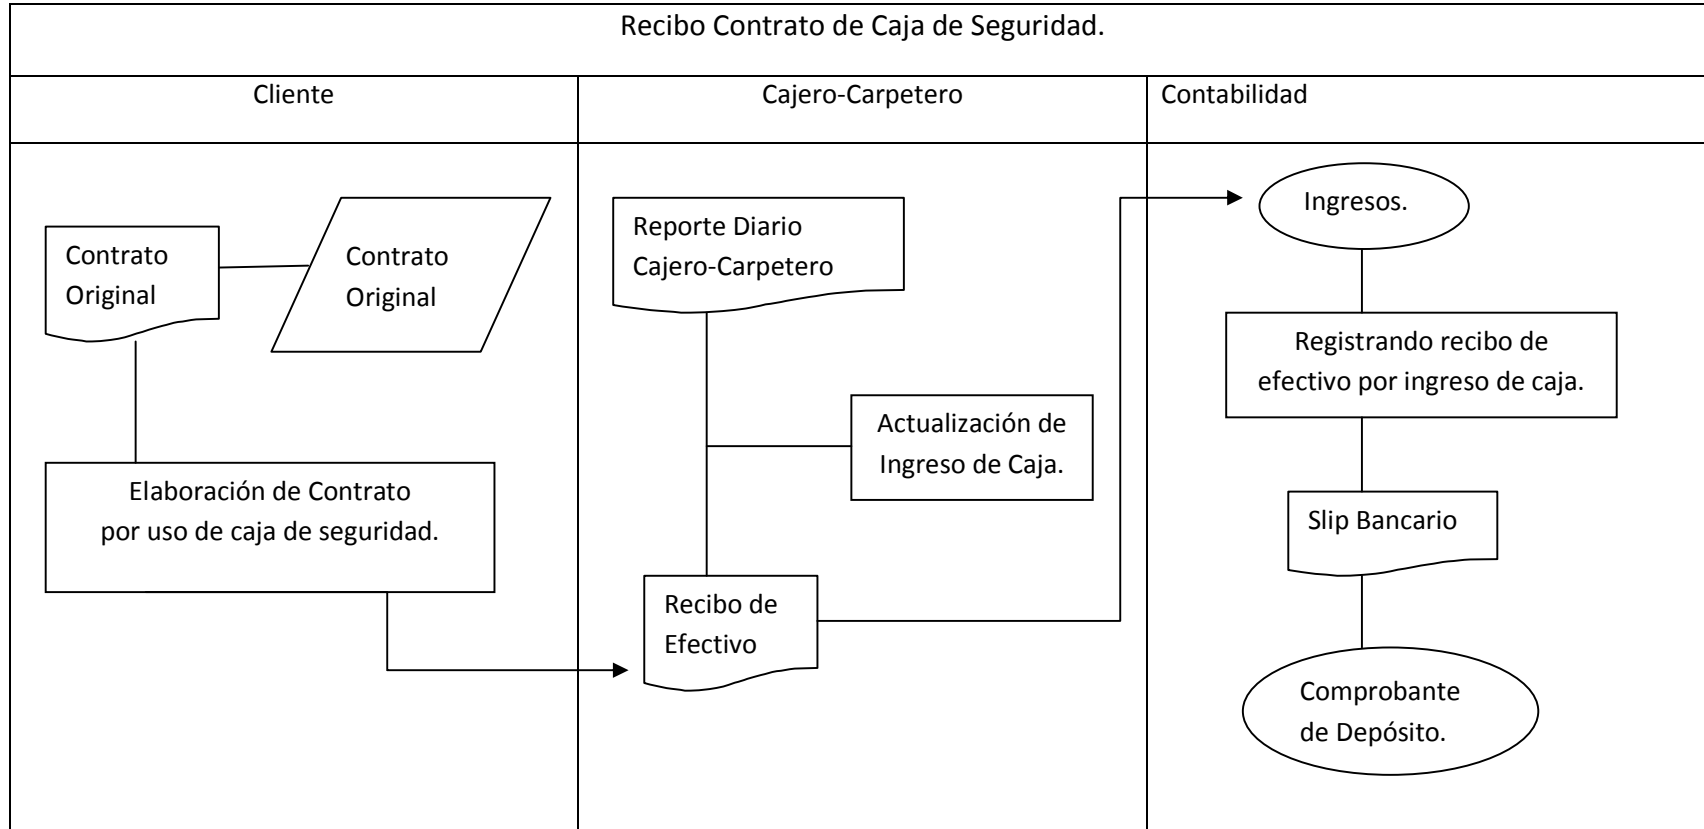 Recibo Contrato de Caja de Seguridad.
Cliente
Cajero-Carpetero
Contabilidad
Contrato
Original
Contrato
Original
Elaboración de Contrato
por uso de caja de seguridad.
Reporte Diario
Cajero-Carpetero
Actualización de
Ingreso de Caja.
Recibo de
Efectivo
Ingresos.
Registrando recibo de
efectivo por ingreso de caja.
Slip Bancario
Comprobante
de Depósito.